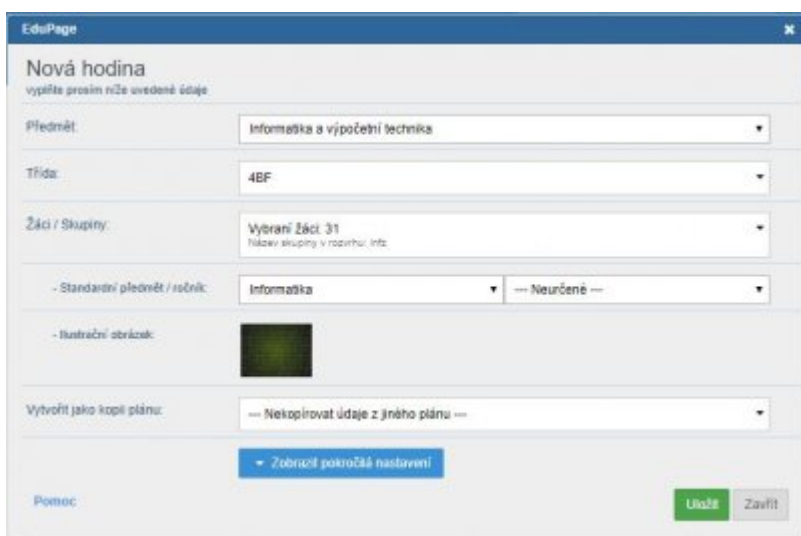 EduPage
Nová hodina
vyplňte prosím níže uvedené údaje
Předmět: Informatika a výpočetní technika
Třída: 4BF
Žáci / Skupiny: Vybraní žáci: 31
Název skupiny v rozvrhu: Info
- Standardní předmět / ročník: Informatika --- Neurčené ---
- Ilustrační obrázek:
Vytvořit jako kopii plánu: --- Nekopírovat údaje z jiného plánu ---
Zobrazit pokročilá nastavení
Pomoc Uložit Zavřít